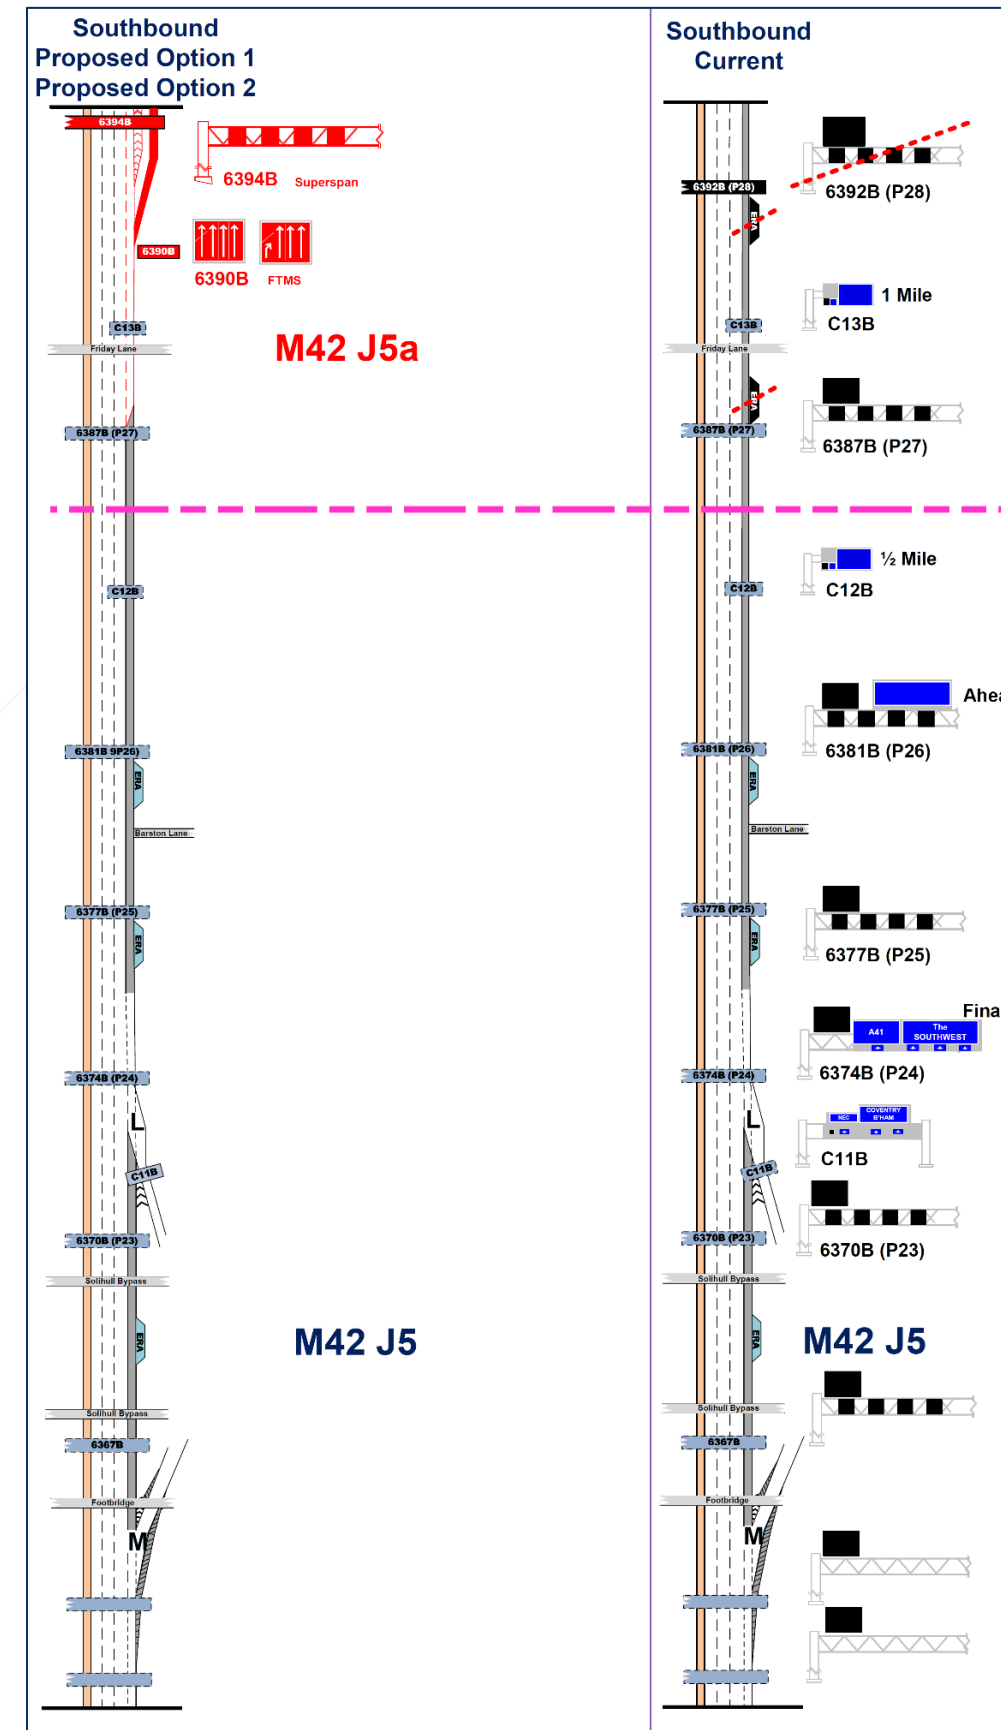 Southbound
Proposed Option 1
Proposed Option 2
6394B
6394B Superspan
6390B
6390B FTMS
C13B
Friday Lane
M42 J5a
6387B (P27)
C12B
6381B 9P26)
ERA
Barston Lane
6377B (P25)
ERA
6374B (P24)
L
C11B
6370B (P23)
Solihull Bypass
ERA
M42 J5
Solihull Bypass
6367B
Footbridge
M
Southbound
Current
6392B (P28)
6392B (P28)
ERA
1 Mile
C13B
C13B
Friday Lane
ERA
6387B (P27)
6387B (P27)
½ Mile
C12B
C12B
Ahea
6381B (P26)
6381B (P26)
ERA
Barston Lane
6377B (P25)
6377B (P25)
ERA
Fina
A41
The
SOUTHWEST
6374B (P24)
6374B (P24)
L
NEC
COVENTRY
B'HAM
C11B
C11B
6370B (P23)
6370B (P23)
Solihull Bypass
ERA
M42 J5
Solihull Bypass
6367B
Footbridge
M